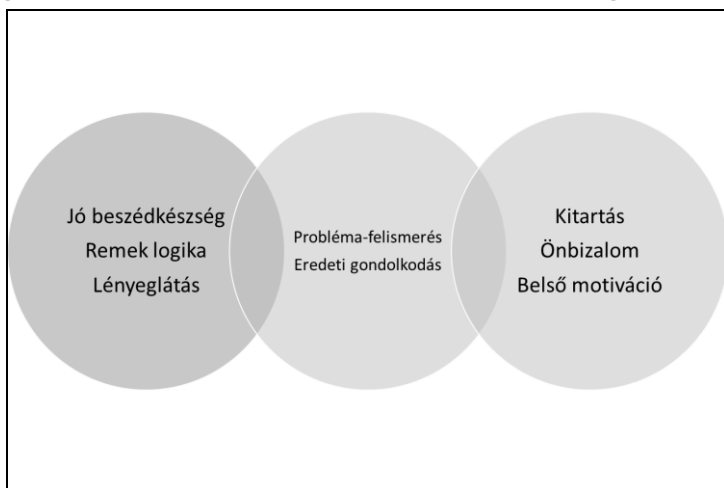 Jó beszédkészség
Remek logika
Lényeglátás
Probléma-felismerés
Eredeti gondolkodás
Kitartás
Önbizalom
Belső motiváció